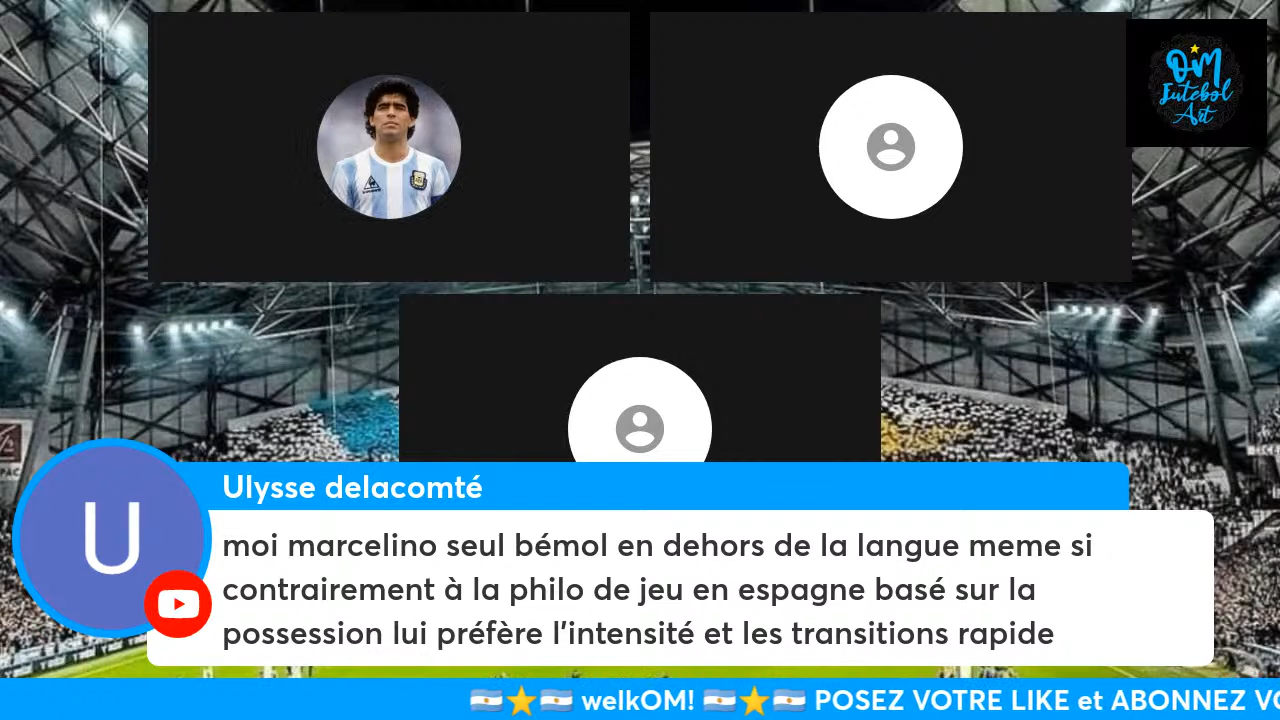 OM
Futebol
Art
Ulysse delacomté
U
moi marcelino seul bémol en dehors de la langue meme si
contrairement à la philo de jeu en espagne basé sur la
possession lui préfère l'intensité et les transitions rapide
🇦🇷⭐🇦🇷 welkOM! 🇦🇷⭐🇦🇷 POSEZ VOTRE LIKE et ABONNEZ VO